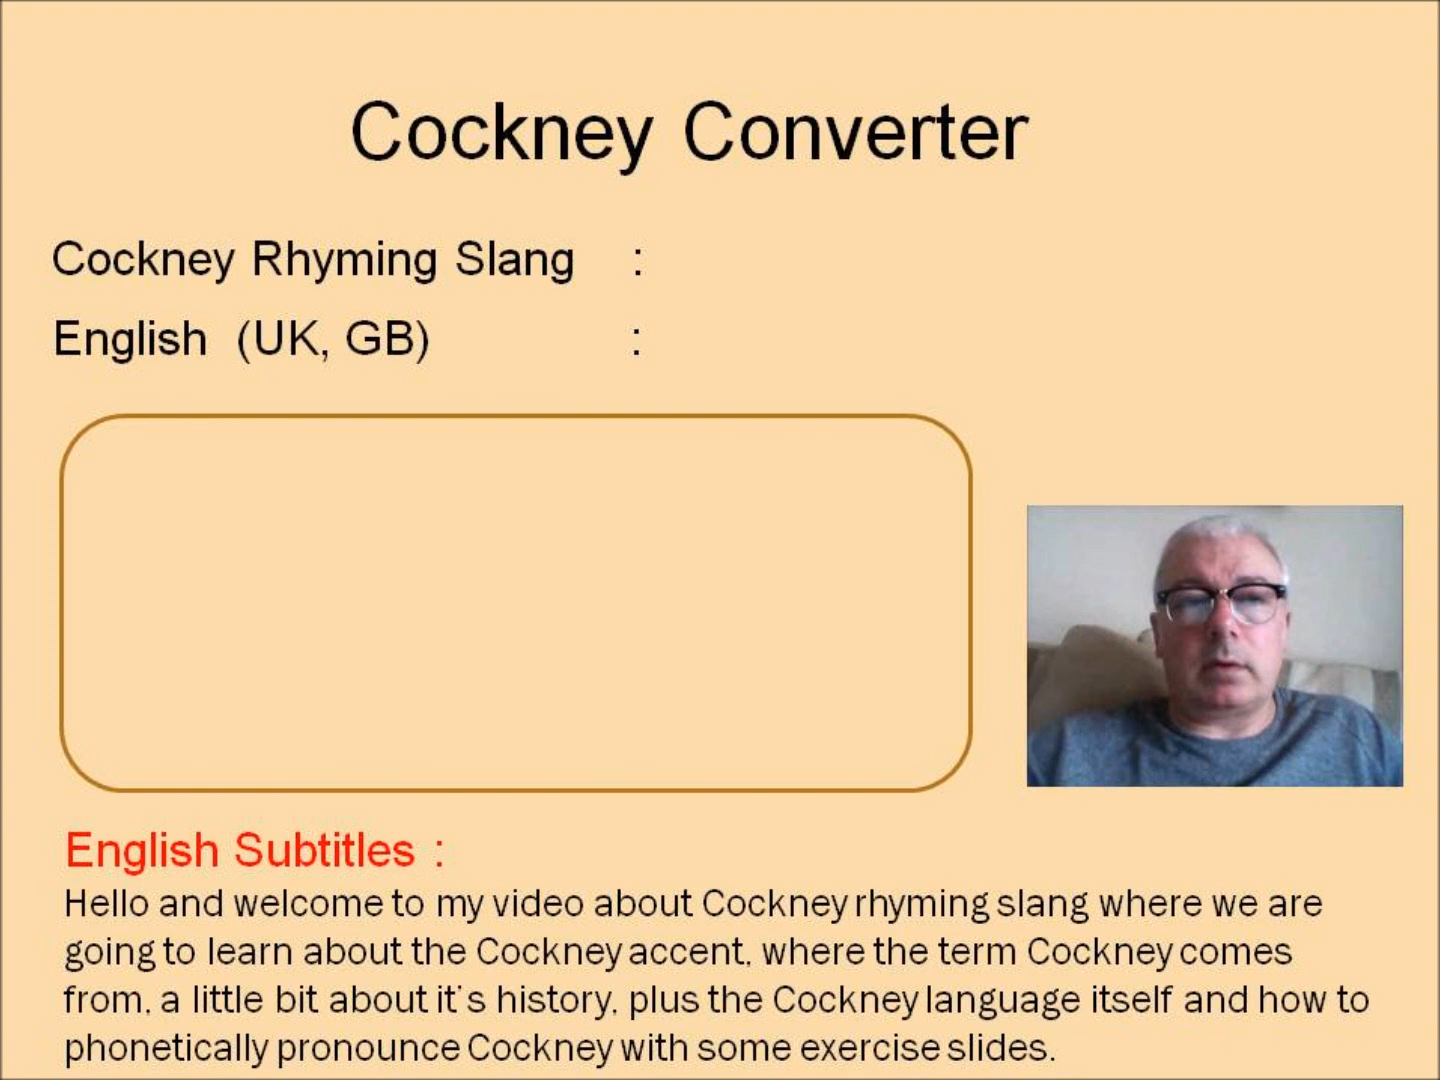 Cockney Converter
Cockney Rhyming Slang :
English (UK, GB) :
English Subtitles :
Hello and welcome to my video about Cockney rhyming slang where we are
going to learn about the Cockney accent, where the term Cockney comes
from, a little bit about it's history, plus the Cockney language itself and how to
phonetically pronounce Cockney with some exercise slides.